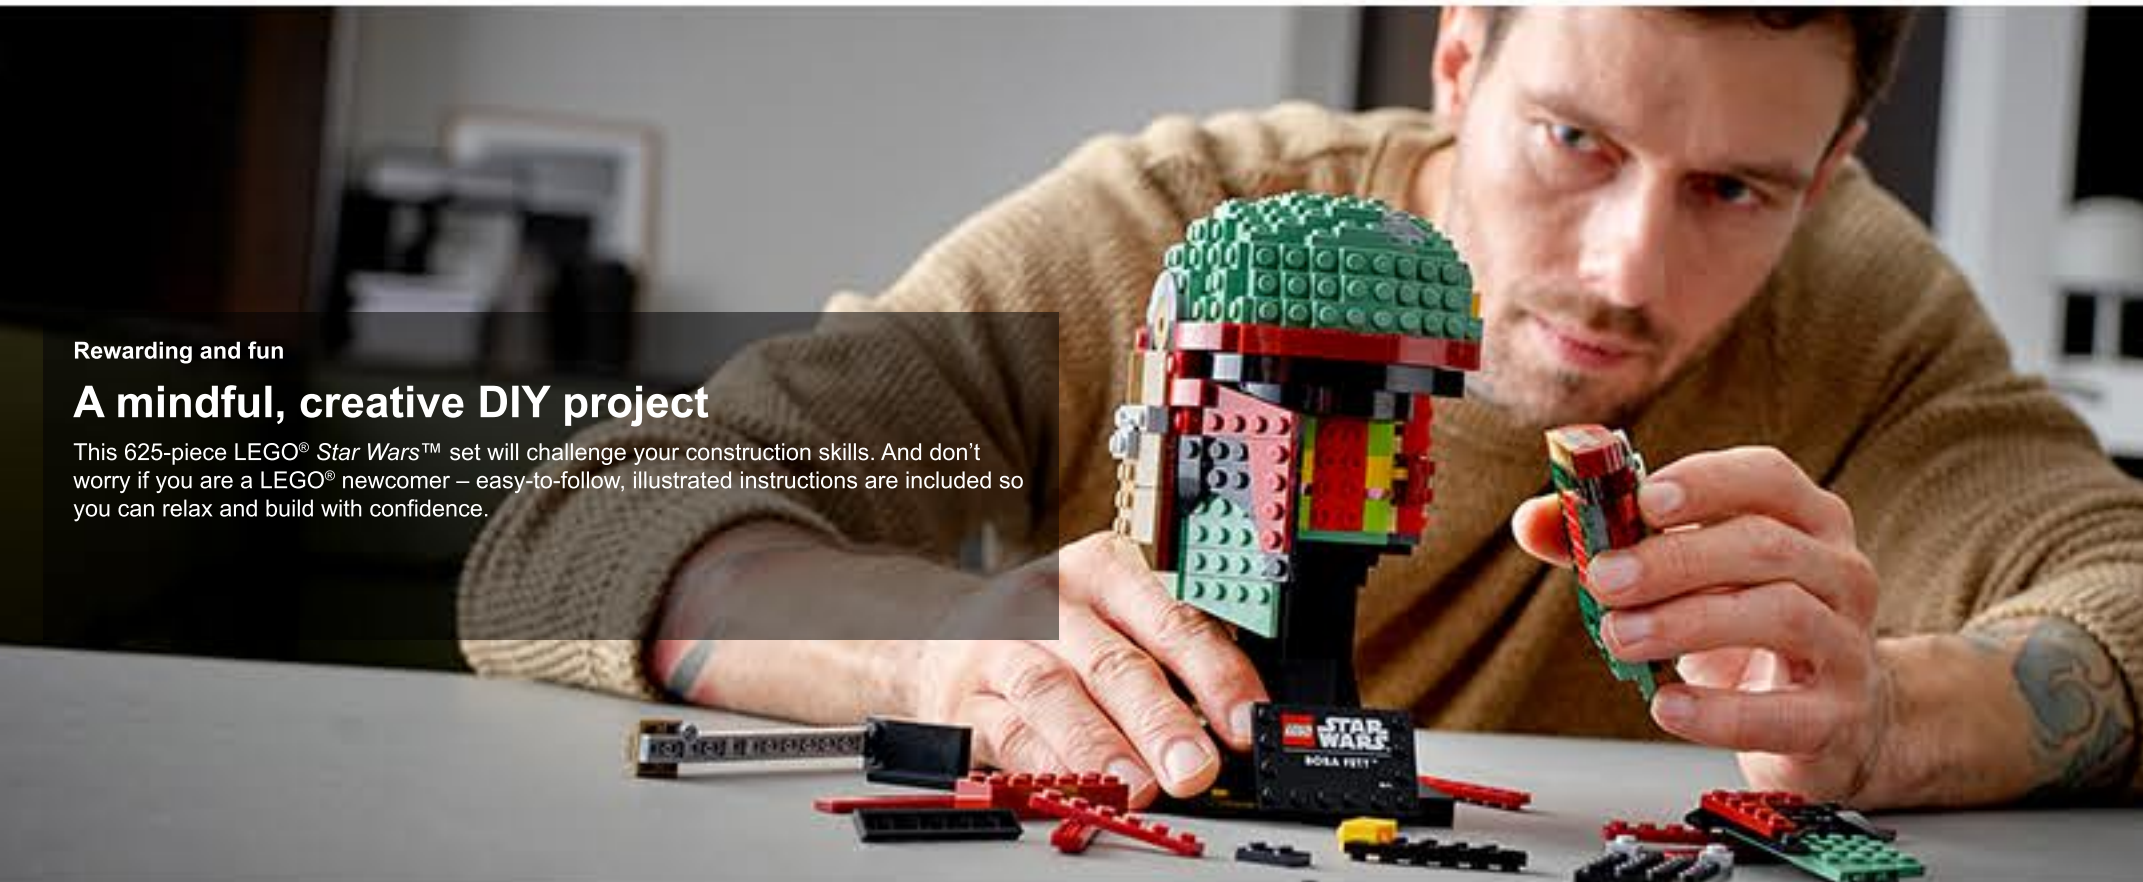 Rewarding and fun
A mindful, creative DIY project
This 625-piece LEGO® Star Wars™ set will challenge your construction skills. And don’t
worry if you are a LEGO® newcomer – easy-to-follow, illustrated instructions are included so
you can relax and build with confidence.
LEGO STAR
WARS™
BOBA FETT™